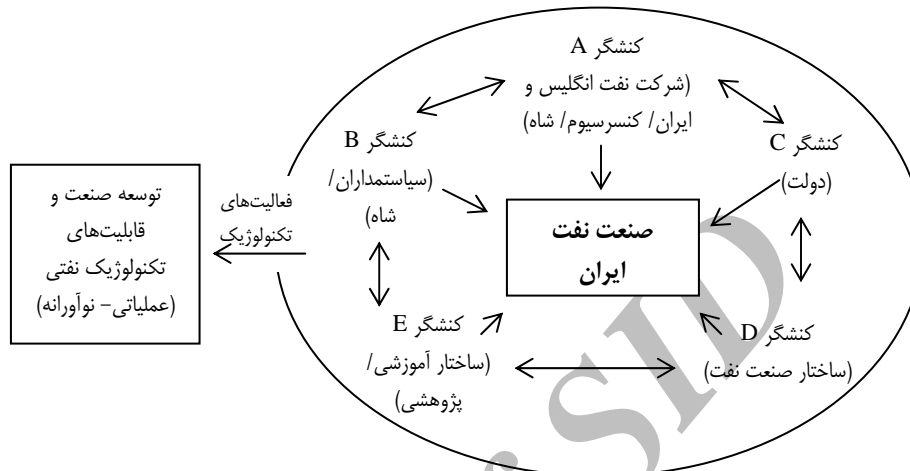 کنشگر A
(شرکت نفت انگلیس و
ایران/ کنسرسیوم/ شاه)
کنشگر B
(سیاستمداران/
شاه)
کنشگر C
(دولت)
صنعت نفت
ایران
کنشگر E
(ساختار آموزشی/
پژوهشی)
کنشگر D
(ساختار صنعت نفت)
فعالیت‌های
تکنولوژیک
توسعه صنعت و
قابلیت‌های
تکنولوژیک نفتی
(عملیاتی– نوآورانه)
f SID